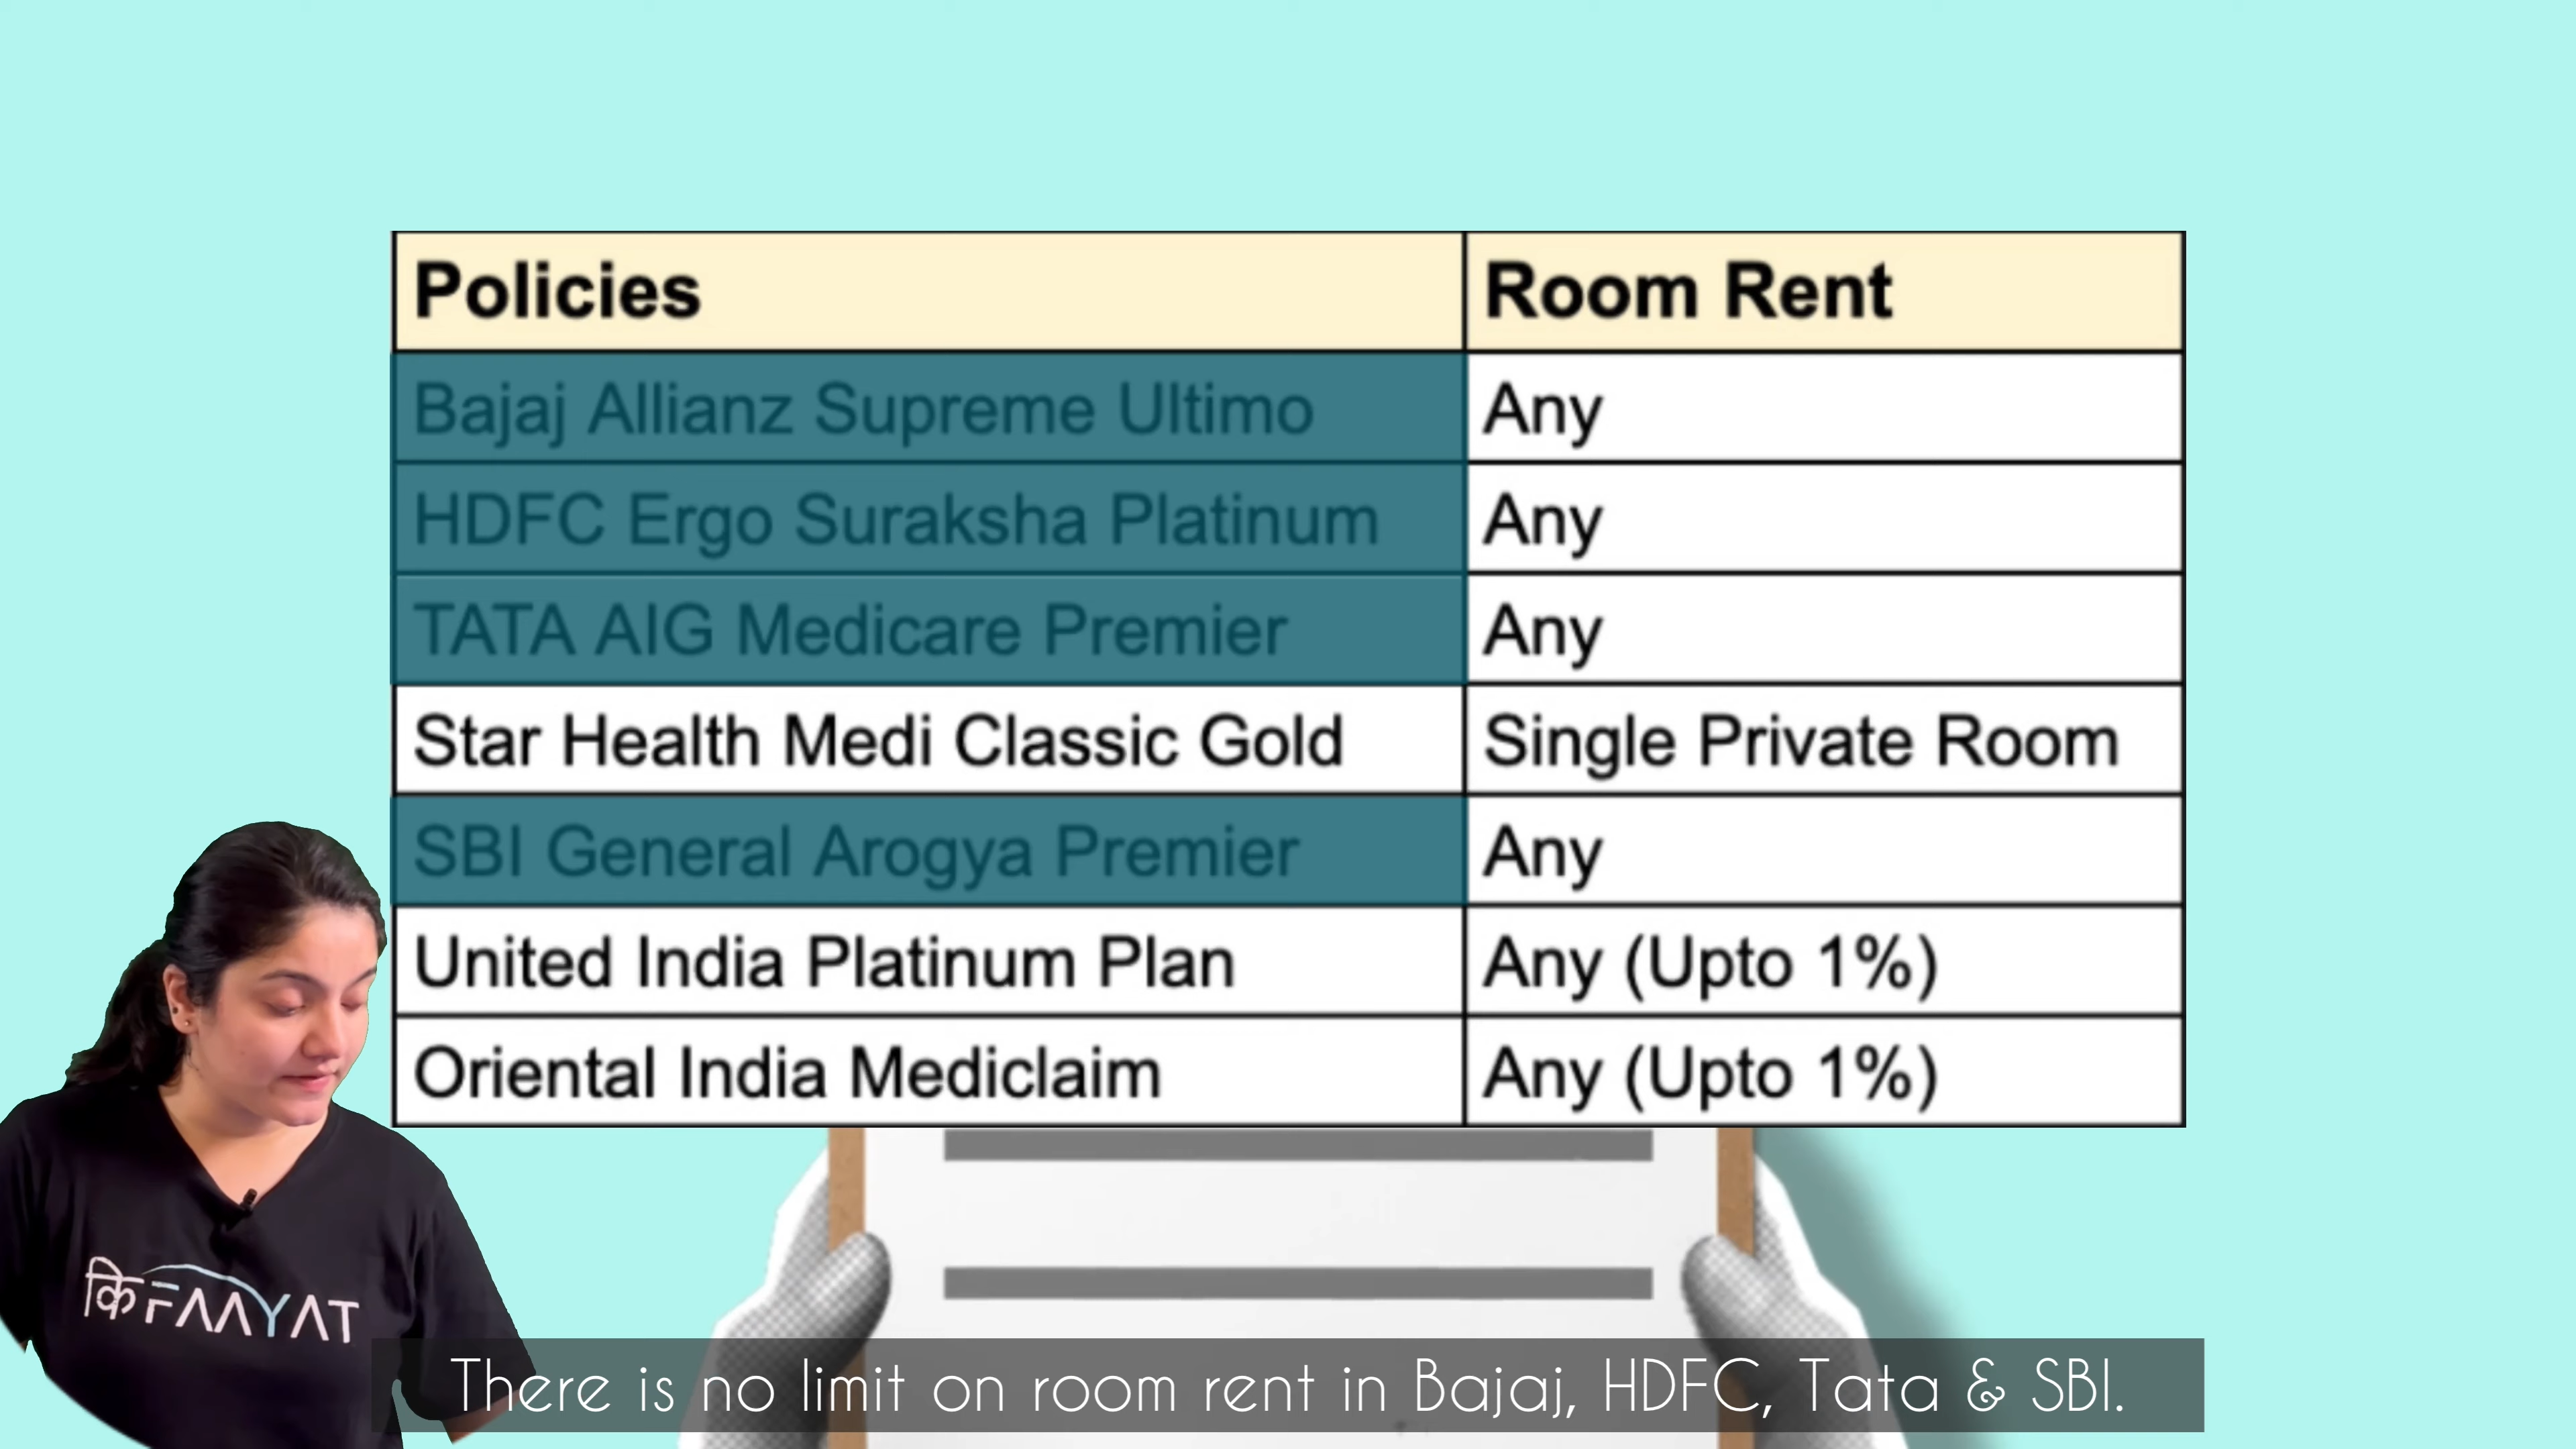 Policies Room Rent
Bajaj Allianz Supreme Ultimo Any
HDFC Ergo Suraksha Platinum Any
TATA AIG Medicare Premier Any
Star Health Medi Classic Gold Single Private Room
SBI General Arogya Premier Any
United India Platinum Plan Any (Upto 1%)
Oriental India Mediclaim Any (Upto 1%)
किFAAYAT
There is no limit on room rent in Bajaj, HDFC, Tata & SBI.